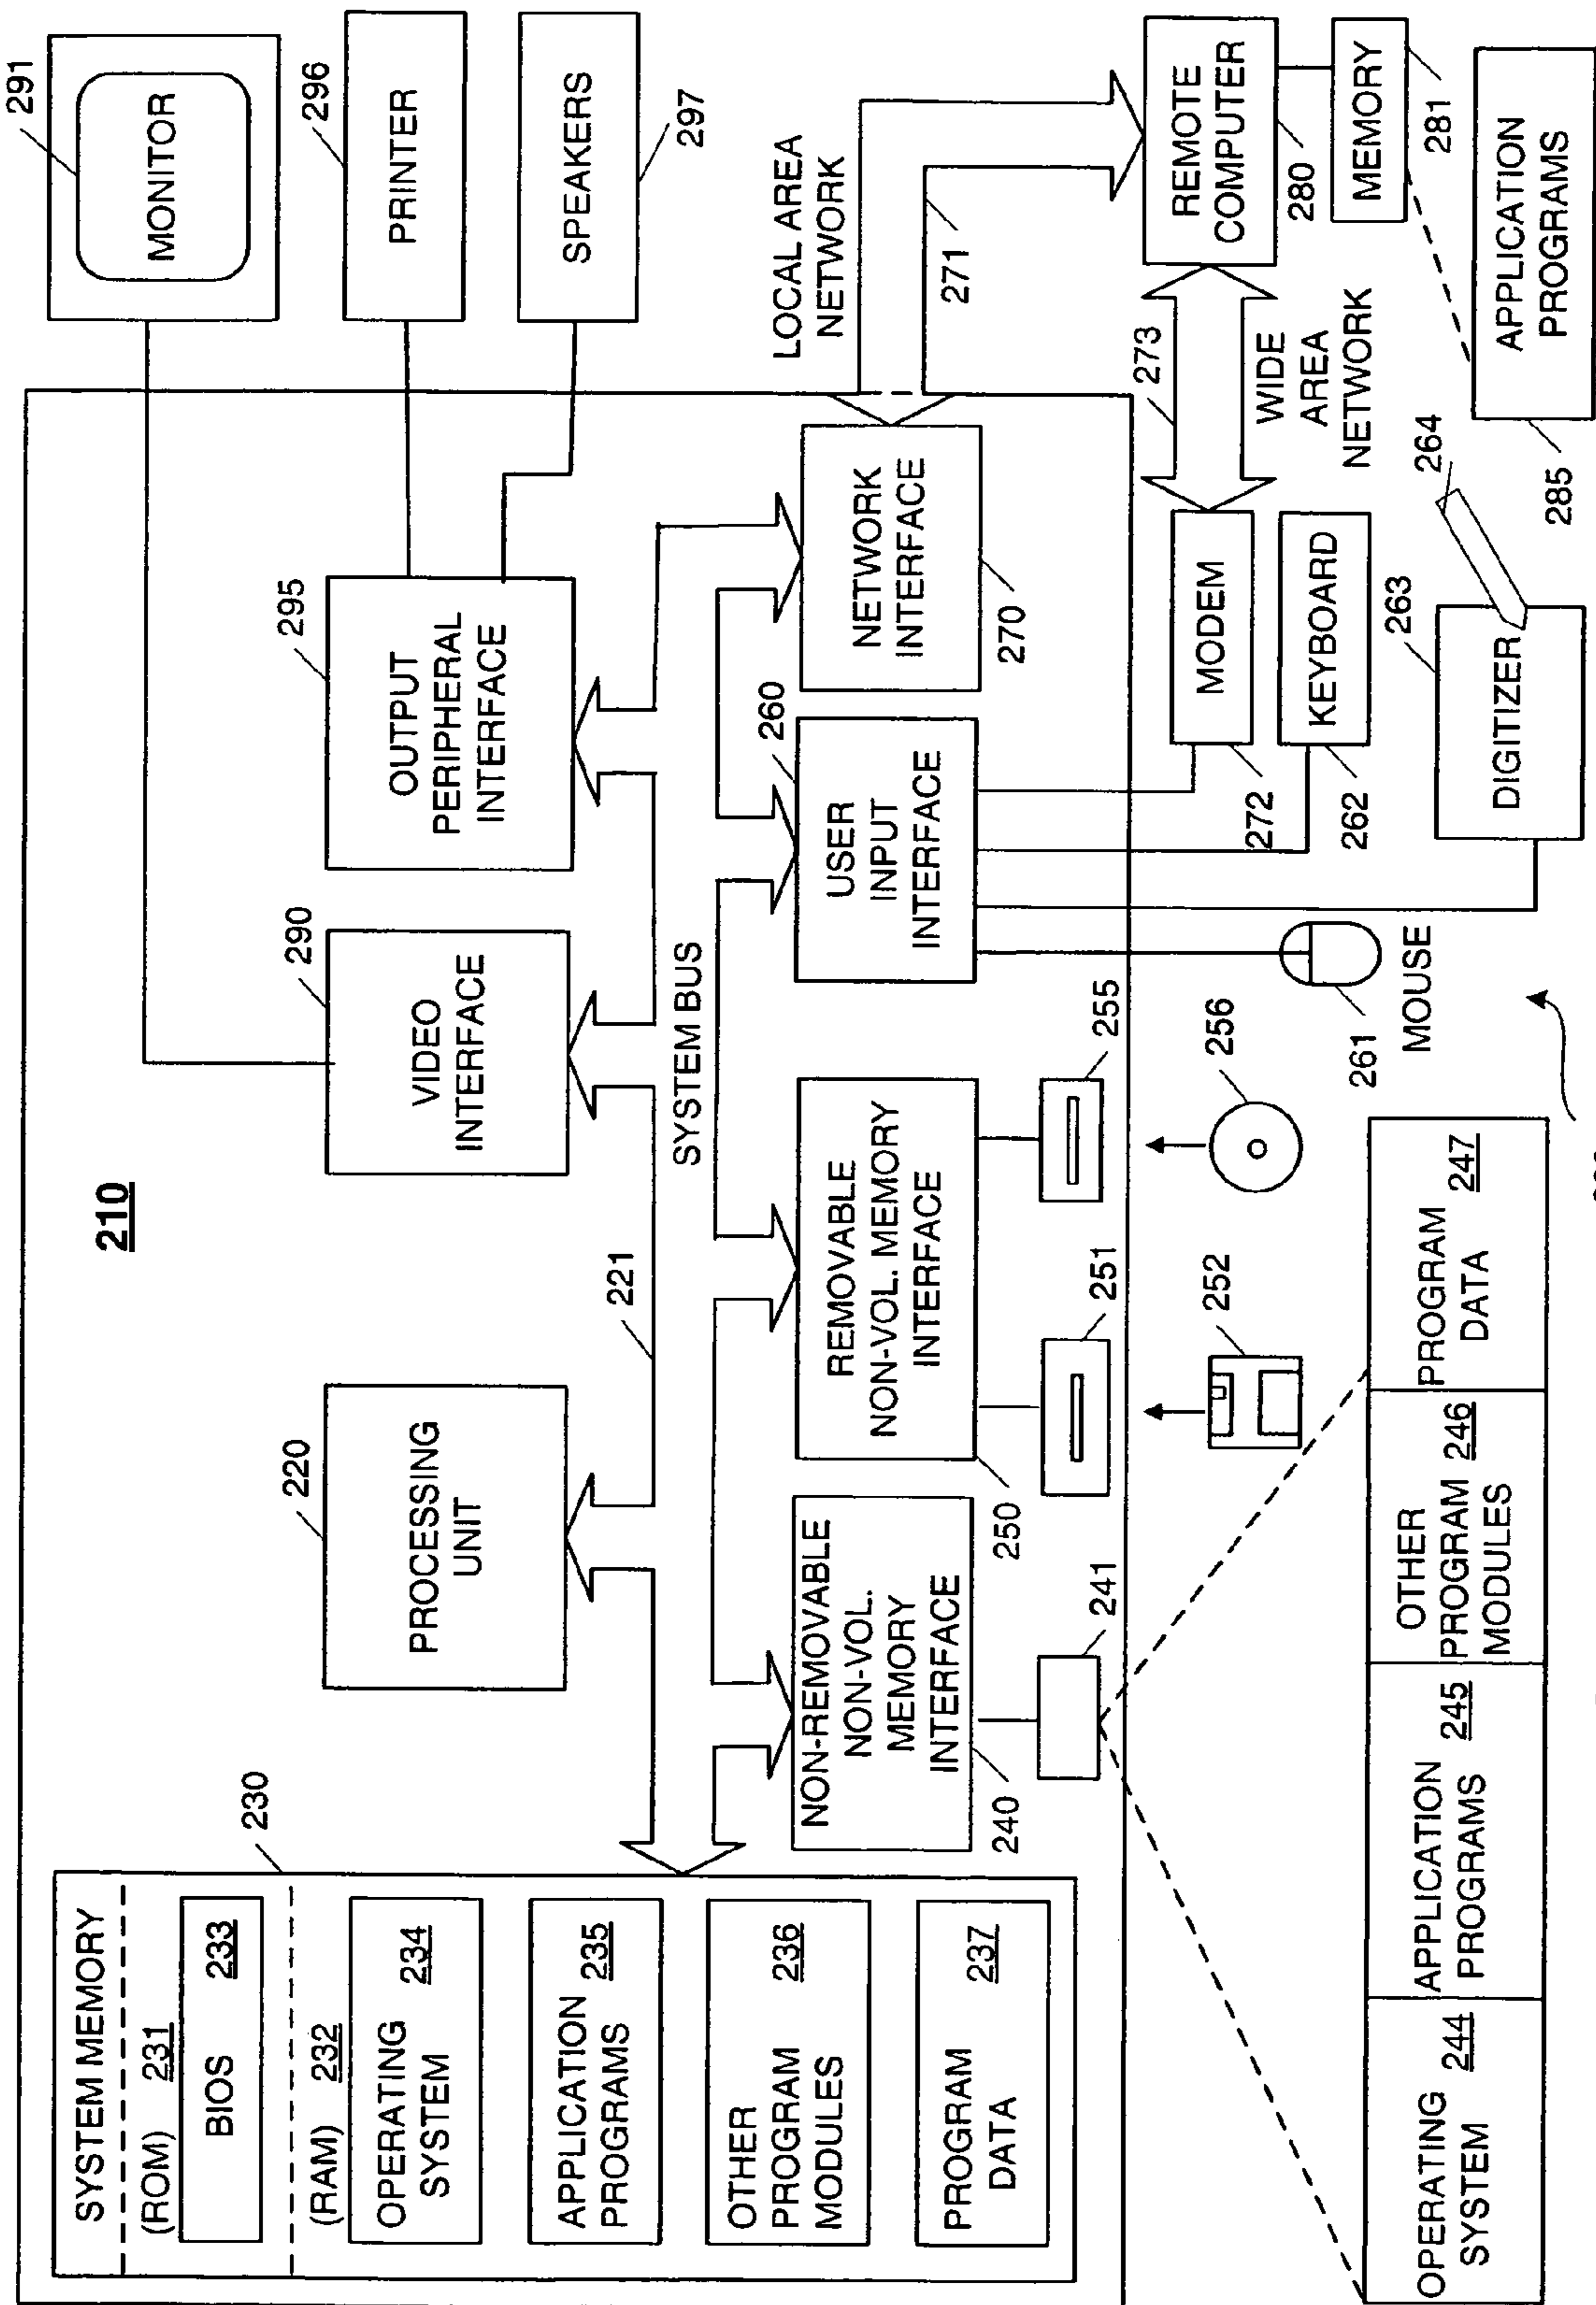 210
SYSTEM MEMORY
(ROM) 231
BIOS 233
(RAM) 232
OPERATING
SYSTEM 234
APPLICATION
PROGRAMS 235
OTHER
PROGRAM
MODULES 236
PROGRAM
DATA 237
230
220
PROCESSING
UNIT
221
290
VIDEO
INTERFACE
295
OUTPUT
PERIPHERAL
INTERFACE
291
MONITOR
296
PRINTER
SPEAKERS
297
SYSTEM BUS
NON-REMOVABLE
NON-VOL.
MEMORY
INTERFACE
240
241
REMOVABLE
NON-VOL. MEMORY
INTERFACE
250
251
255
252
256
260
USER
INPUT
INTERFACE
NETWORK
INTERFACE
270
LOCAL AREA
NETWORK
271
273
WIDE
AREA
NETWORK
REMOTE
COMPUTER
280
MEMORY
281
APPLICATION
PROGRAMS
285
MODEM
272
KEYBOARD
262
263
DIGITIZER
264
261
MOUSE
OPERATING
SYSTEM 244
APPLICATION
PROGRAMS 245
OTHER
PROGRAM
MODULES 246
PROGRAM
DATA 247